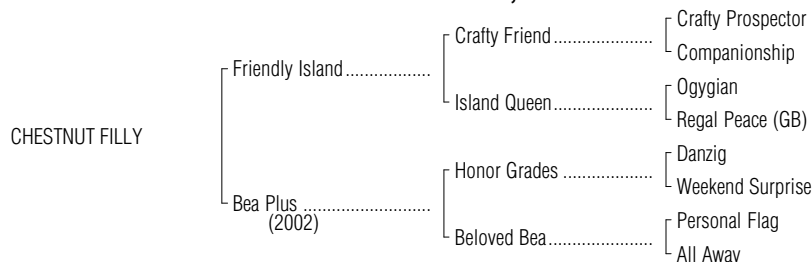 Crafty Prospector
Crafty Friend
Companionship
Friendly Island
Ogygian
Island Queen
Regal Peace (GB)
CHESTNUT FILLY
Danzig
Honor Grades
Weekend Surprise
Bea Plus
(2002)
Personal Flag
Beloved Bea
All Away